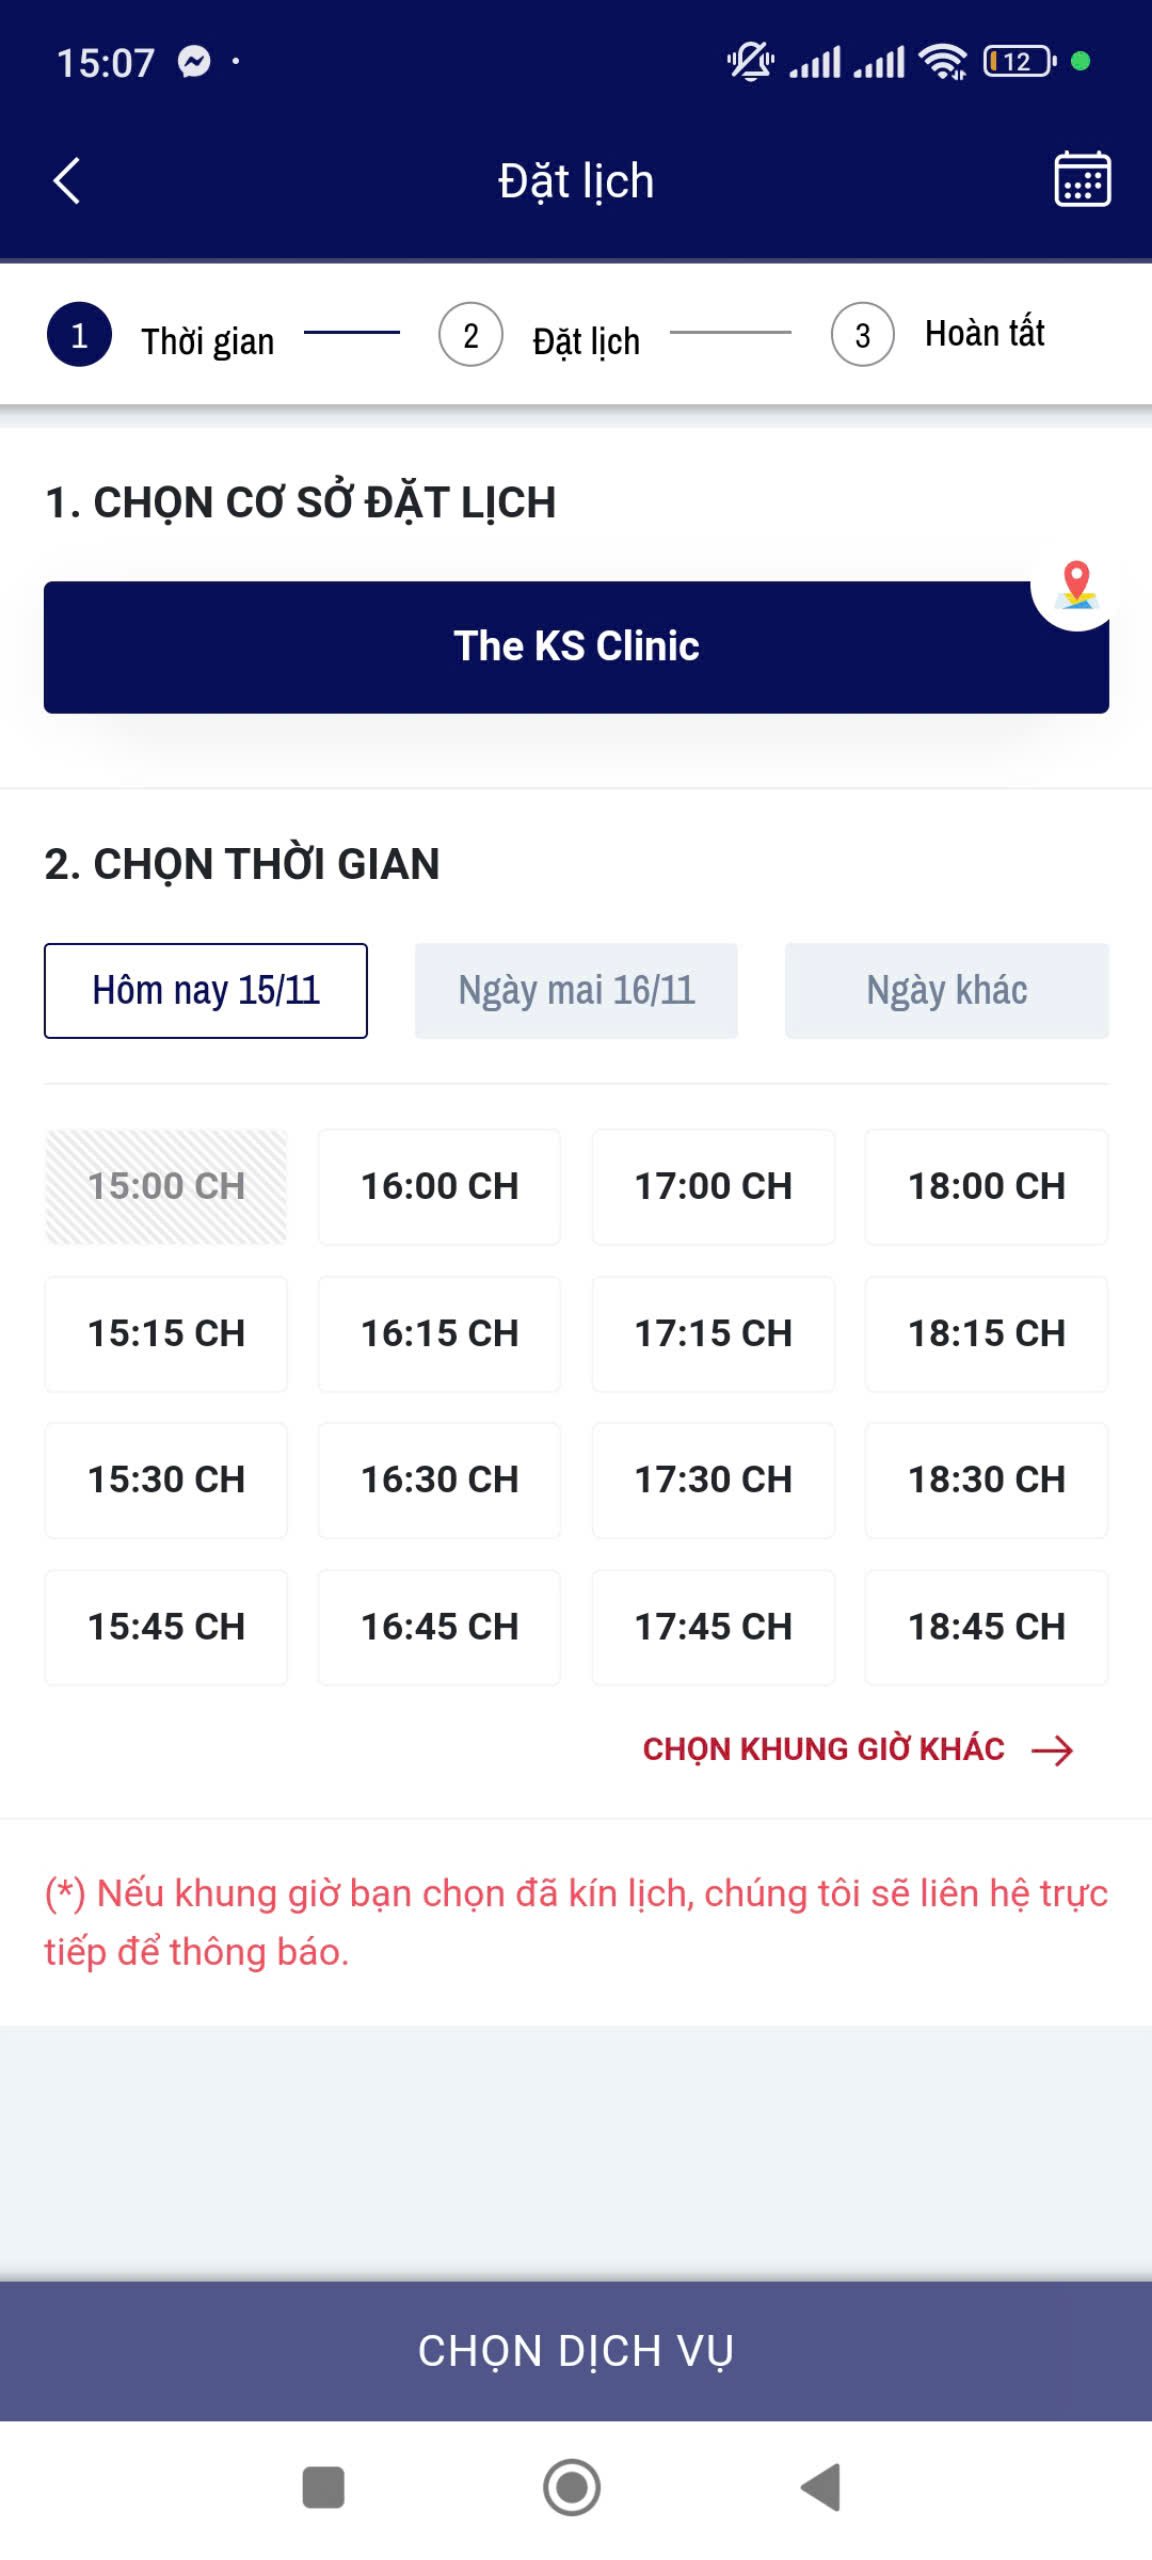 15:07
12
Đặt lịch
1 Thời gian 2 Đặt lịch 3 Hoàn tất
1. CHỌN CƠ SỞ ĐẶT LỊCH
The KS Clinic
2. CHỌN THỜI GIAN
Hôm nay 15/11 Ngày mai 16/11 Ngày khác
15:00 CH 16:00 CH 17:00 CH 18:00 CH
15:15 CH 16:15 CH 17:15 CH 18:15 CH
15:30 CH 16:30 CH 17:30 CH 18:30 CH
15:45 CH 16:45 CH 17:45 CH 18:45 CH
CHỌN KHUNG GIỜ KHÁC
(*) Nếu khung giờ bạn chọn đã kín lịch, chúng tôi sẽ liên hệ trực
tiếp để thông báo.
CHỌN DỊCH VỤ